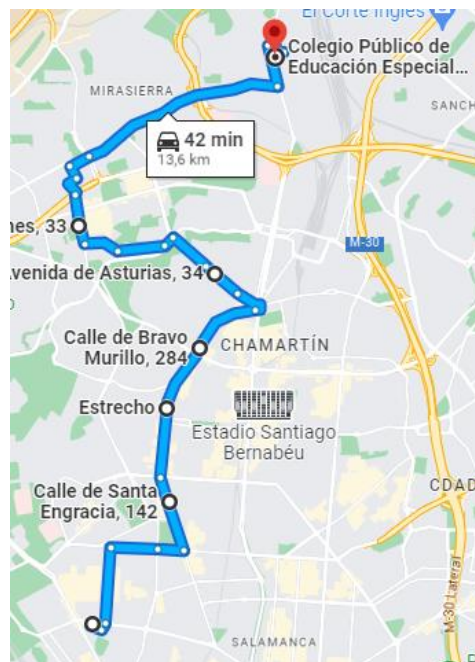 El Corte Inglés
Colegio Público de
Educación Especial...
MIRASIERRA
42 min
13,6 km
nes, 33
M-30
Avenida de Asturias, 34
Calle de Bravo
Murillo, 284
CHAMARTÍN
Estrecho
Estadio Santiago
Bernabéu
Calle de Santa
Engracia, 142
CDAD
M-30 Lateral
SALAMANCA